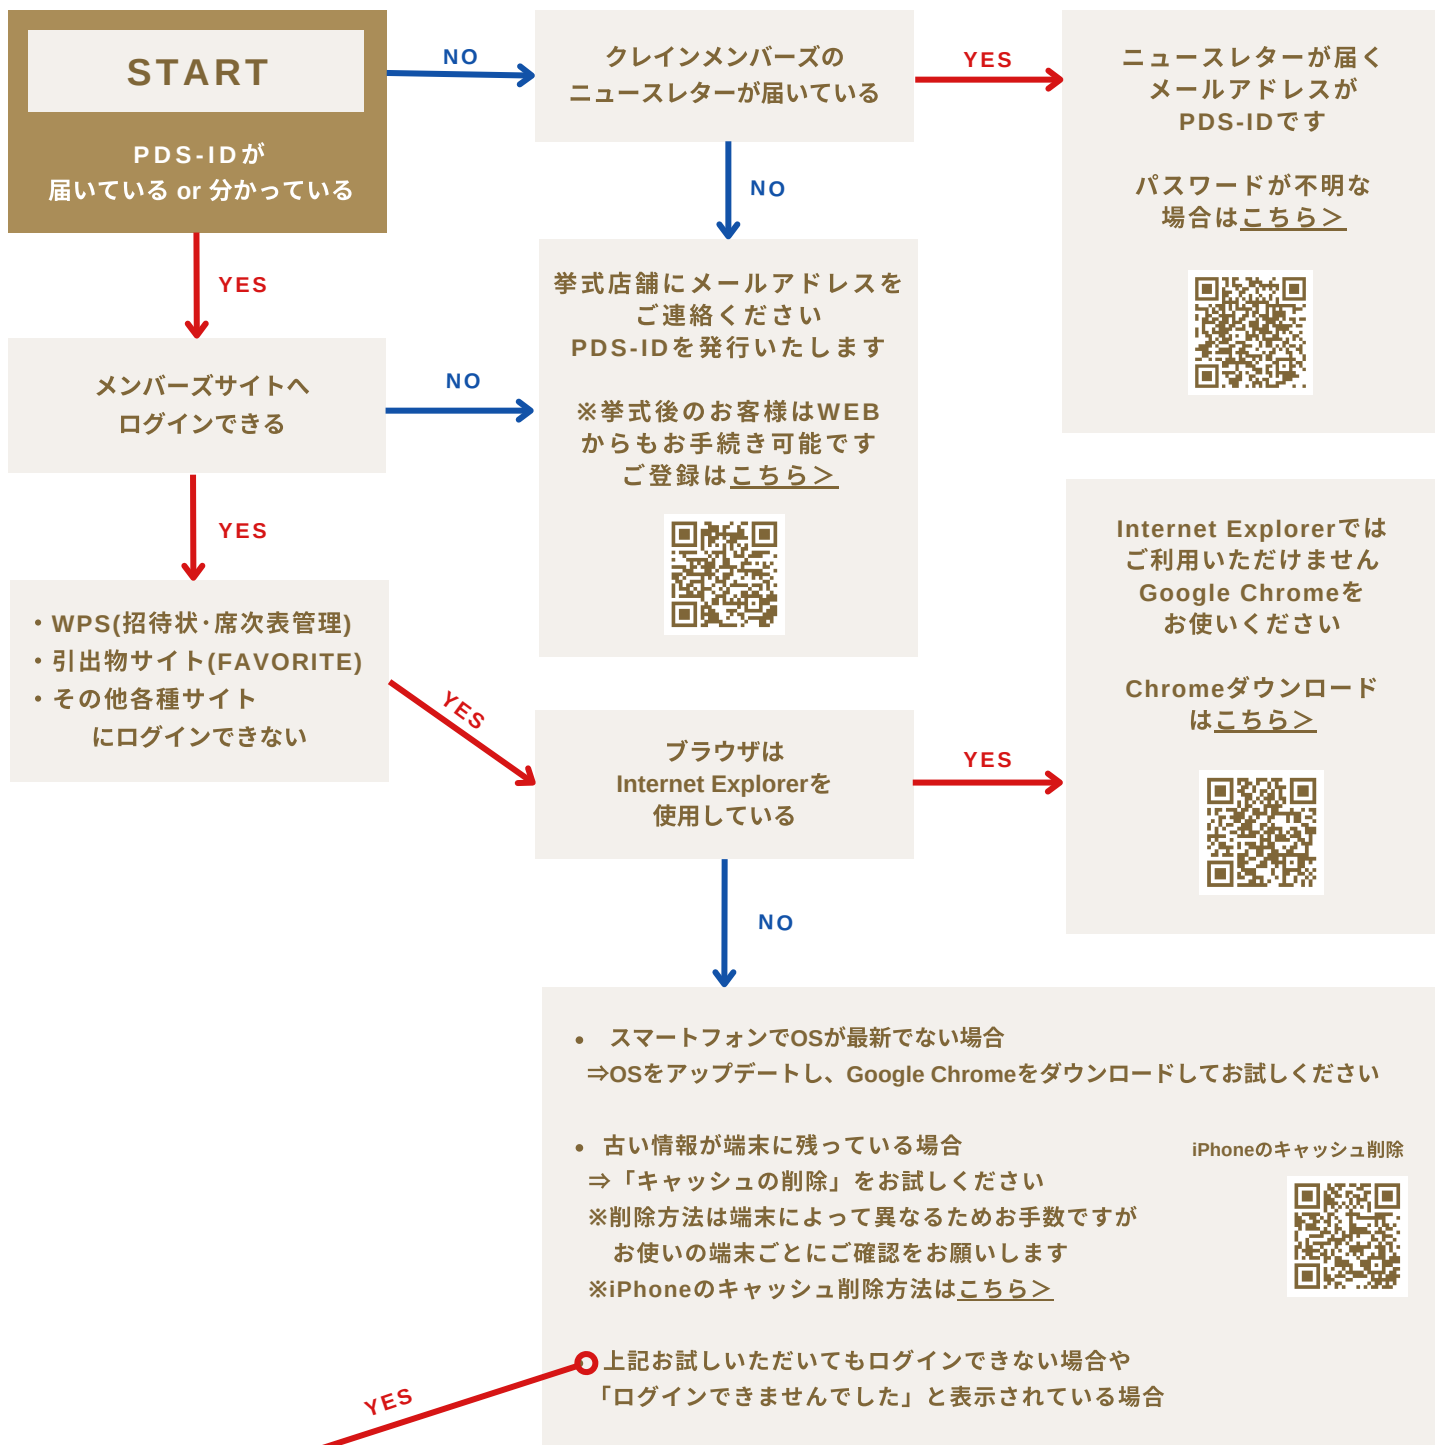 START
PDS-IDが
届いている or 分かっている
NO
クレインメンバーズの
ニュースレターが届いている
YES
ニュースレターが届く
メールアドレスが
PDS-IDです
パスワードが不明な
場合はこちら＞
YES
NO
挙式店舗にメールアドレスを
ご連絡ください
PDS-IDを発行いたします
※挙式後のお客様はWEB
からもお手続き可能です
ご登録はこちら＞
メンバーズサイトへ
ログインできる
NO
YES
・WPS(招待状･席次表管理)
・引出物サイト(FAVORITE)
・その他各種サイト
にログインできない
YES
ブラウザは
Internet Explorerを
使用している
YES
Internet Explorerでは
ご利用いただけません
Google Chromeを
お使いください
Chromeダウンロード
はこちら＞
NO
• スマートフォンでOSが最新でない場合
⇒OSをアップデートし、Google Chromeをダウンロードしてお試しください
• 古い情報が端末に残っている場合
⇒「キャッシュの削除」をお試しください
※削除方法は端末によって異なるためお手数ですが
お使いの端末ごとにご確認をお願いします
※iPhoneのキャッシュ削除方法はこちら＞
iPhoneのキャッシュ削除
上記お試しいただいてもログインできない場合や
「ログインできませんでした」と表示されている場合
YES